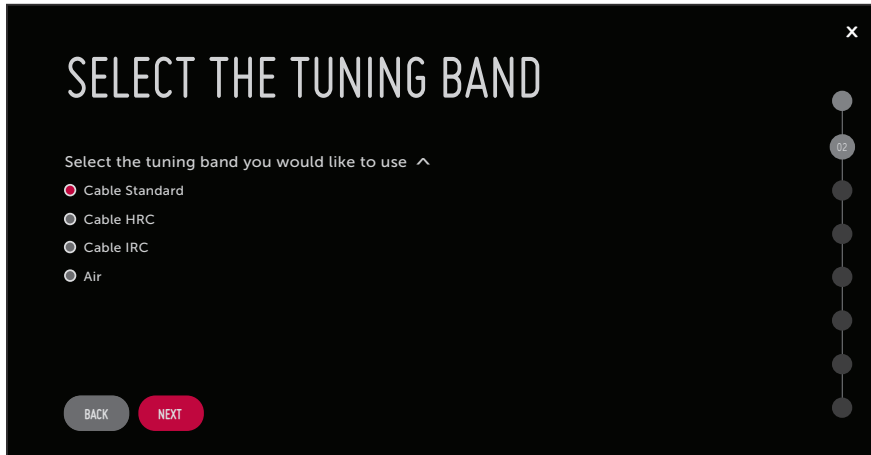 X
SELECT THE TUNING BAND
02
Select the tuning band you would like to use
Cable Standard
Cable HRC
Cable IRC
Air
BACK
NEXT